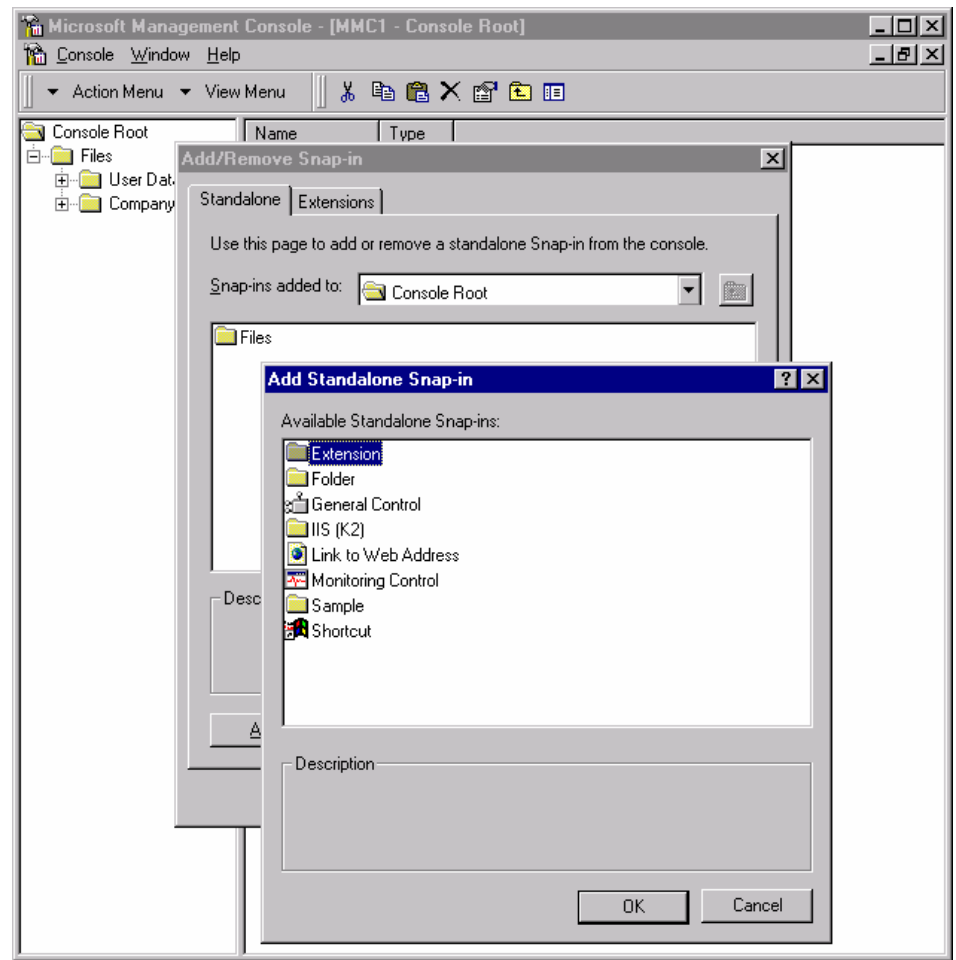 Microsoft Management Console - [MMC1 - Console Root]
Console Window Help
Action Menu View Menu
Console Root
Name Type
Files
User Dat
Company
Add/Remove Snap-in
Standalone Extensions
Use this page to add or remove a standalone Snap-in from the console.
Snap-ins added to: Console Root
Files
Desc
A
Add Standalone Snap-in
Available Standalone Snap-ins:
Extension
Folder
General Control
IIS (K2)
Link to Web Address
Monitoring Control
Sample
Shortcut
Description
OK Cancel